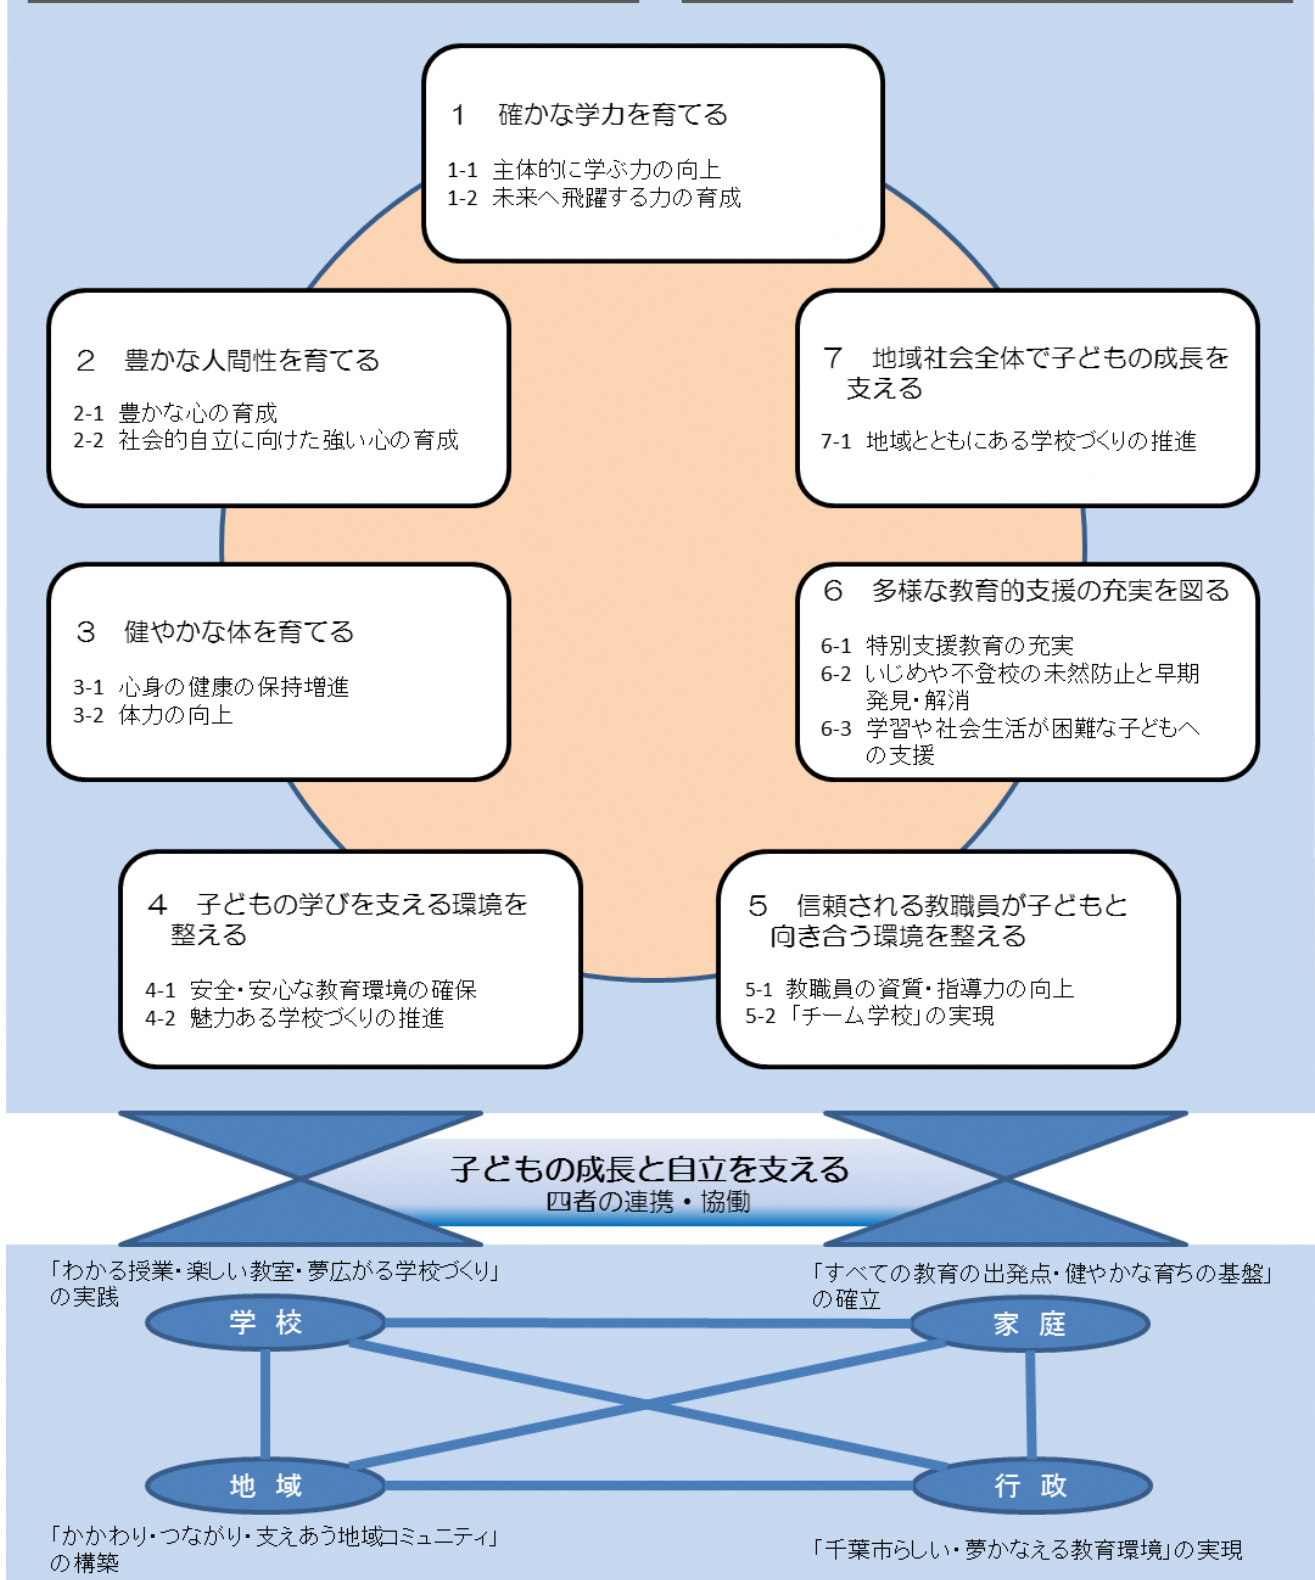 1 確かな学力を育てる
1-1 主体的に学ぶ力の向上
1-2 未来へ飛躍する力の育成
2 豊かな人間性を育てる
2-1 豊かな心の育成
2-2 社会的自立に向けた強い心の育成
3 健やかな体を育てる
3-1 心身の健康の保持増進
3-2 体力の向上
4 子どもの学びを支える環境を
整える
4-1 安全・安心な教育環境の確保
4-2 魅力ある学校づくりの推進
5 信頼される教職員が子どもと
向き合う環境を整える
5-1 教職員の資質・指導力の向上
5-2 「チーム学校」の実現
6 多様な教育的支援の充実を図る
6-1 特別支援教育の充実
6-2 いじめや不登校の未然防止と早期
発見・解消
6-3 学習や社会生活が困難な子どもへ
の支援
7 地域社会全体で子どもの成長を
支える
7-1 地域とともにある学校づくりの推進
子どもの成長と自立を支える
四者の連携・協働
「わかる授業・楽しい教室・夢広がる学校づくり」
の実践
学 校
「すべての教育の出発点・健やかな育ちの基盤」
の確立
家 庭
地 域
「かかわり・つながり・支えあう地域コミュニティ」
の構築
行 政
「千葉市らしい・夢かなえる教育環境」の実現